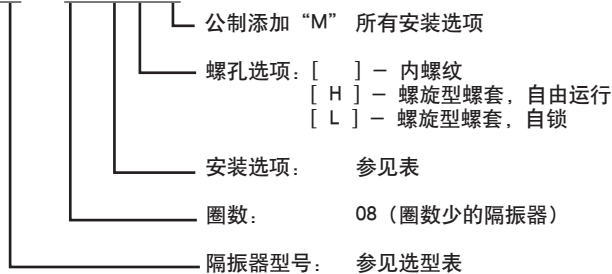 公制添加“M” 所有安装选项
螺孔选项：[ ] － 内螺纹
[ H ] － 螺旋型螺套，自由运行
[ L ] － 螺旋型螺套，自锁
安装选项： 参见表
圈数： 08（圈数少的隔振器）
隔振器型号： 参见选型表